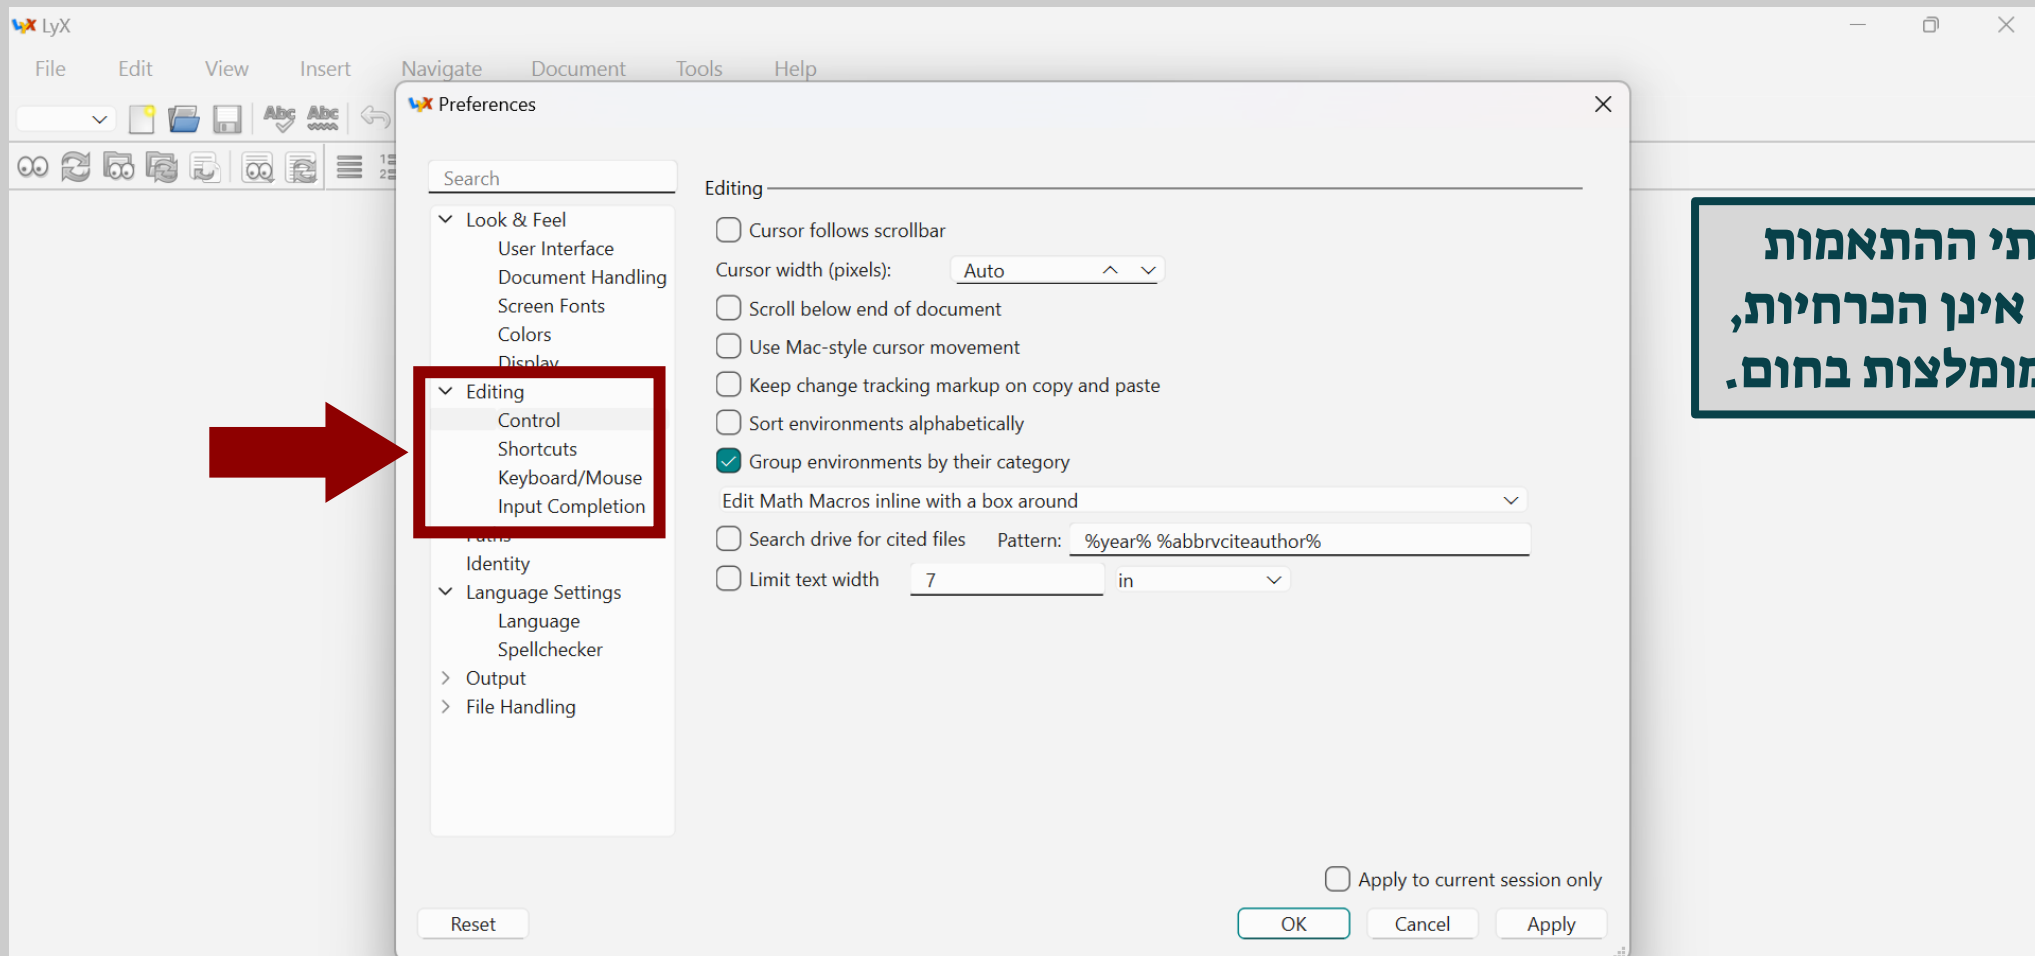 LyX
File Edit View Insert Navigate Document Tools Help
Preferences
Search
Look & Feel
User Interface
Document Handling
Screen Fonts
Colors
Display
Editing
Control
Shortcuts
Keyboard/Mouse
Input Completion
Identity
Language Settings
Language
Spellchecker
Output
File Handling
Editing
Cursor follows scrollbar
Cursor width (pixels): Auto
Scroll below end of document
Use Mac-style cursor movement
Keep change tracking markup on copy and paste
Sort environments alphabetically
Group environments by their category
Edit Math Macros inline with a box around
Search drive for cited files Pattern: %year% %abbrvciteauthor%
Limit text width 7 in
Apply to current session only
Reset OK Cancel Apply
ההתאמות
אינן הכרחיות,
בחום.